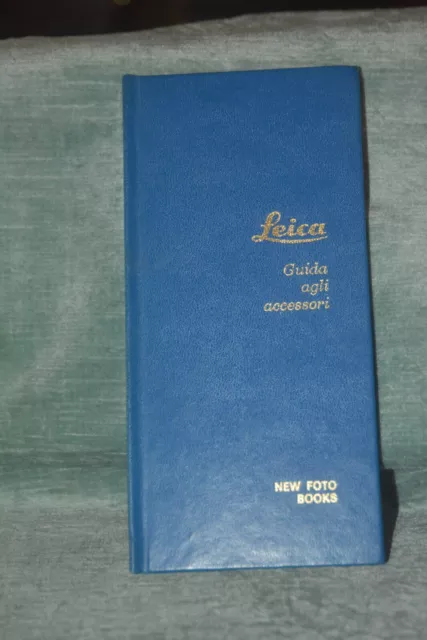 Leica
Guida
agli
accessori
NEW FOTO
BOOKS